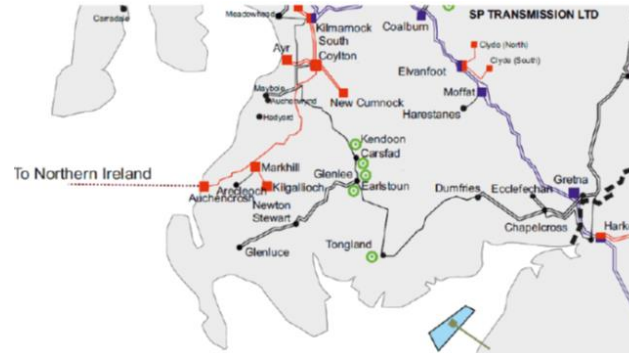 Carradale
Meadowhead
Kilmarnock
South
Coalburn
SP TRANSMISSION LTD
Ayr
Coylton
Elvanfoot
Clyde (North)
Clyde (South)
Maybole
New Cumnock
Moffat
Harestanes
Hadyard
Kendoon
Carsfad
To Northern Ireland
Markhill
Glenlee
Earlstoun
Gretna
Kilgallioch
Auchencrosh
Newton
Stewart
Dumfries
Ecclefechan
Chapelcross
Glenluce
Tongland
Hark